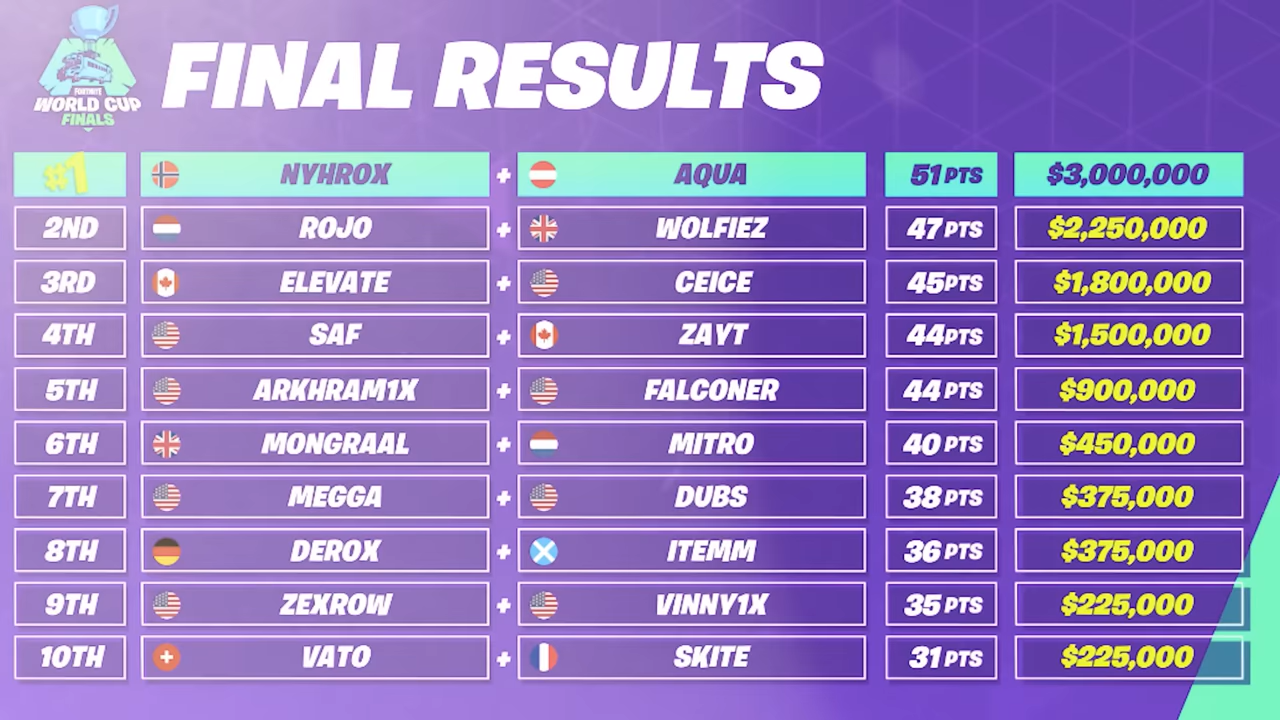 FORTNITE
WORLD CUP
FINALS
FINAL RESULTS
#1 NYHROX + AQUA 51 PTS $3,000,000
2ND ROJO + WOLFIEZ 47 PTS $2,250,000
3RD ELEVATE + CEICE 45 PTS $1,800,000
4TH SAF + ZAYT 44 PTS $1,500,000
5TH ARKHRAM1X + FALCONER 44 PTS $900,000
6TH MONGRAAL + MITRO 40 PTS $450,000
7TH MEGGA + DUBS 38 PTS $375,000
8TH DEROX + ITEMM 36 PTS $375,000
9TH ZEXROW + VINNY1X 35 PTS $225,000
10TH VATO + SKITE 31 PTS $225,000